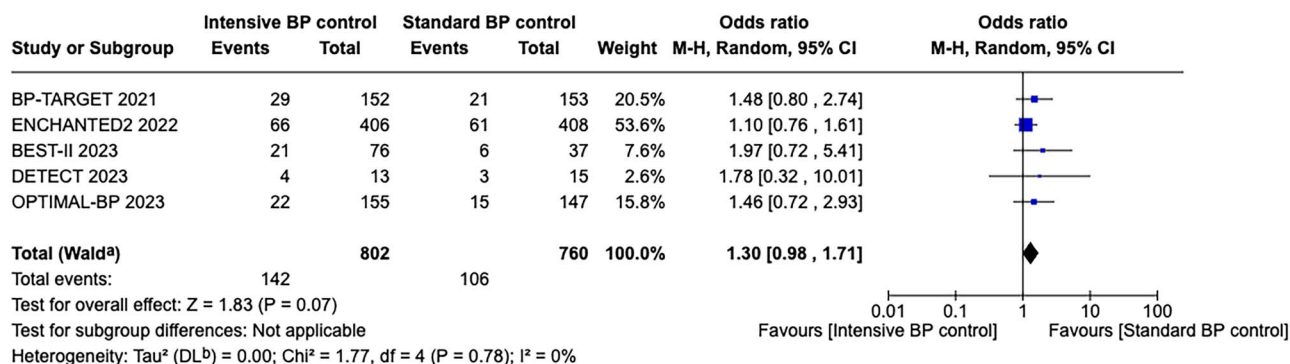 Intensive BP control Standard BP control Odds ratio Odds ratio
Study or Subgroup Events Total Events Total Weight M-H, Random, 95% CI M-H, Random, 95% CI
BP-TARGET 2021 29 152 21 153 20.5% 1.48 [0.80 , 2.74]
ENCHANTED2 2022 66 406 61 408 53.6% 1.10 [0.76 , 1.61]
BEST-II 2023 21 76 6 37 7.6% 1.97 [0.72 , 5.41]
DETECT 2023 4 13 3 15 2.6% 1.78 [0.32 , 10.01]
OPTIMAL-BP 2023 22 155 15 147 15.8% 1.46 [0.72 , 2.93]
Total (Waldᵃ) 802 760 100.0% 1.30 [0.98 , 1.71]
Total events: 142 106
Test for overall effect: Z = 1.83 (P = 0.07) 0.01 0.1 1 10 100
Test for subgroup differences: Not applicable Favours [Intensive BP control] Favours [Standard BP control]
Heterogeneity: Tau² (DLᵇ) = 0.00; Chi² = 1.77, df = 4 (P = 0.78); I² = 0%